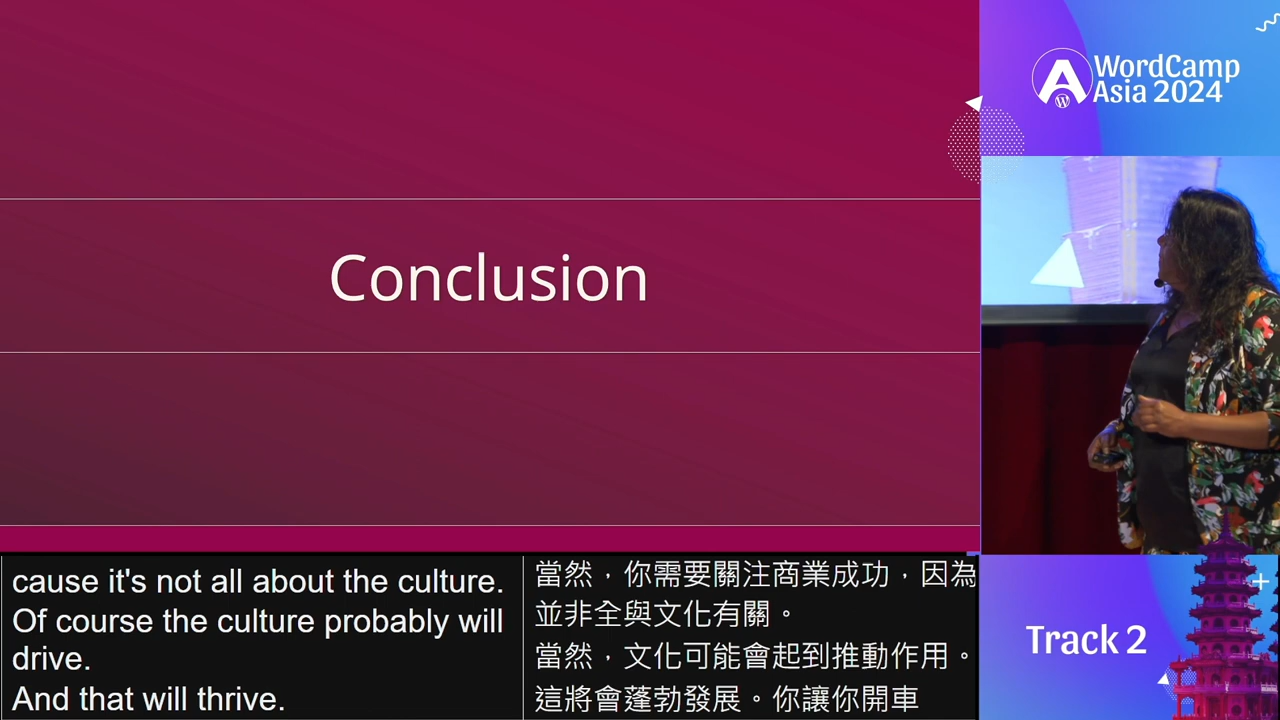 Conclusion
WordCamp
Asia 2024
cause it's not all about the culture.
Of course the culture probably will
drive.
And that will thrive.
當然，你需要關注商業成功，因為
並非全與文化有關。
當然，文化可能會起到推動作用。
這將會蓬勃發展。你讓你開車
Track 2